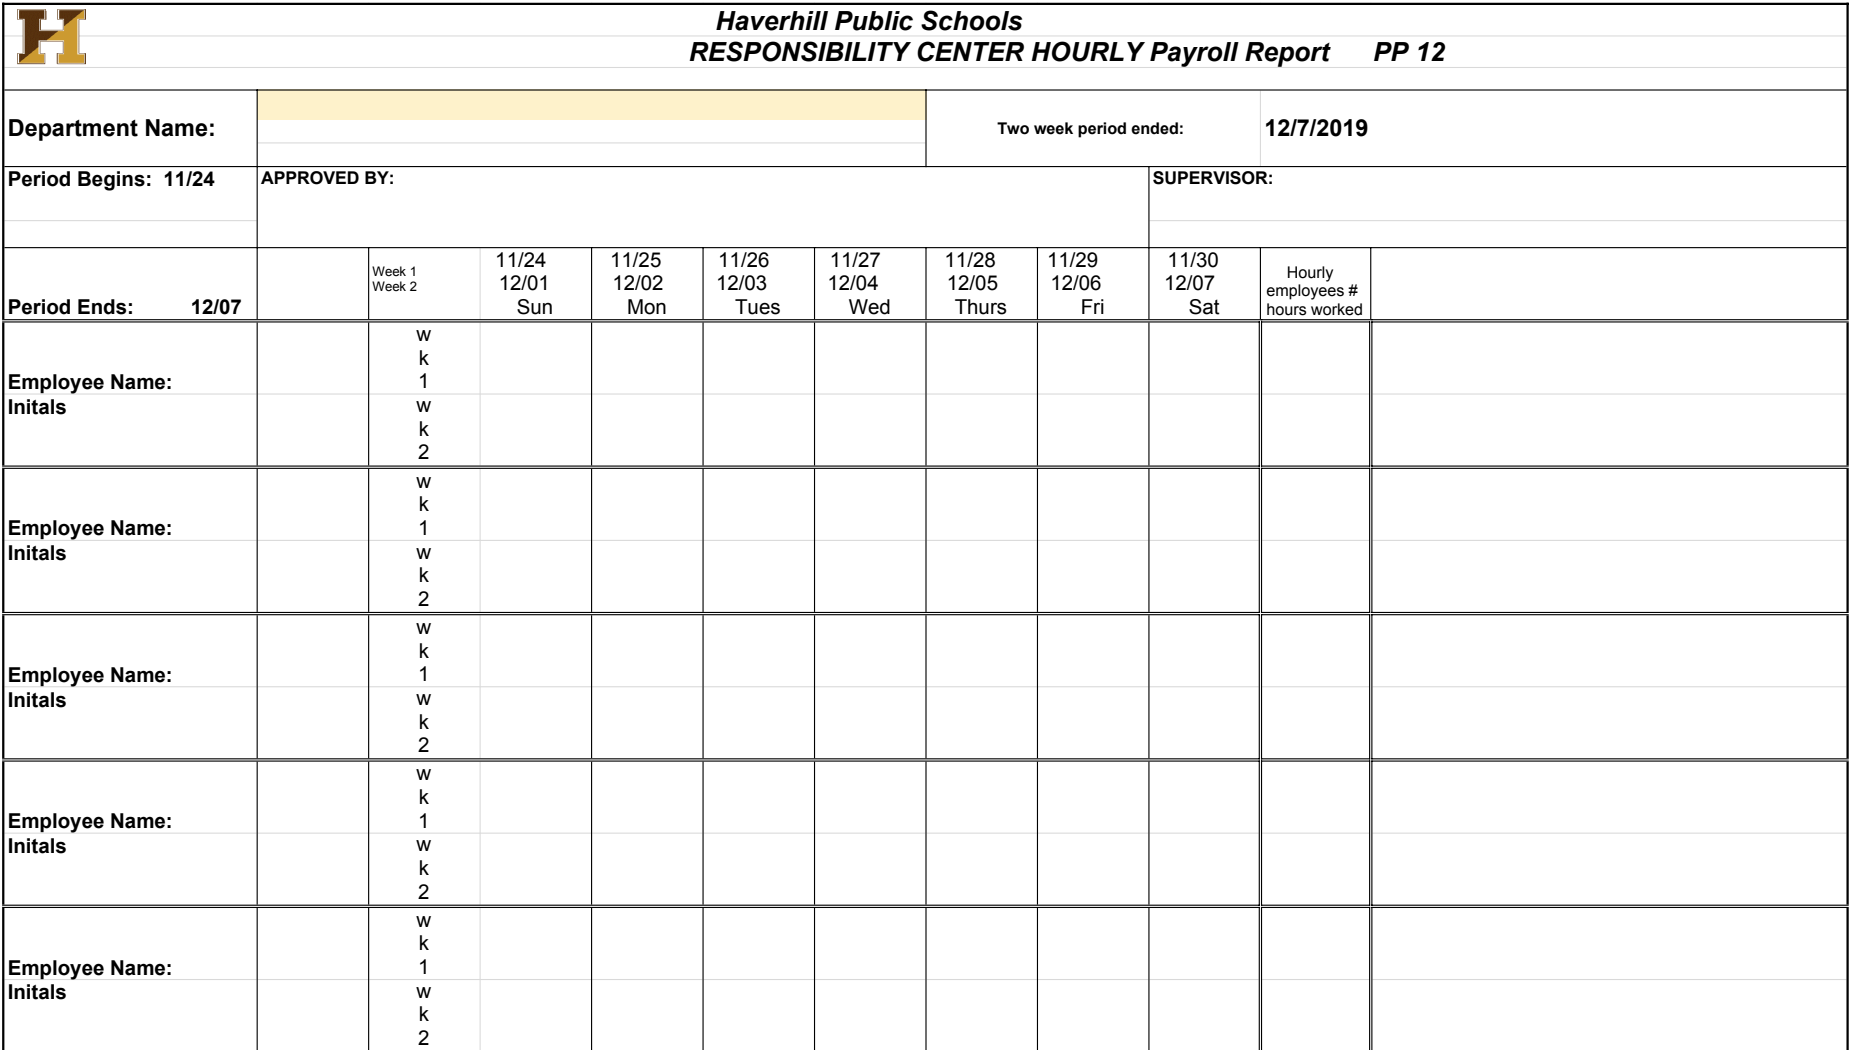 H
Haverhill Public Schools
RESPONSIBILITY CENTER HOURLY Payroll Report PP 12
Department Name:
Two week period ended: 12/7/2019
Period Begins: 11/24
APPROVED BY:
SUPERVISOR:
Period Ends: 12/07
Week 1
Week 2
11/24
12/01
Sun
11/25
12/02
Mon
11/26
12/03
Tues
11/27
12/04
Wed
11/28
12/05
Thurs
11/29
12/06
Fri
11/30
12/07
Sat
Hourly
employees #
hours worked
Employee Name:
Initals
w
k
1
w
k
2
Employee Name:
Initals
w
k
1
w
k
2
Employee Name:
Initals
w
k
1
w
k
2
Employee Name:
Initals
w
k
1
w
k
2
Employee Name:
Initals
w
k
1
w
k
2